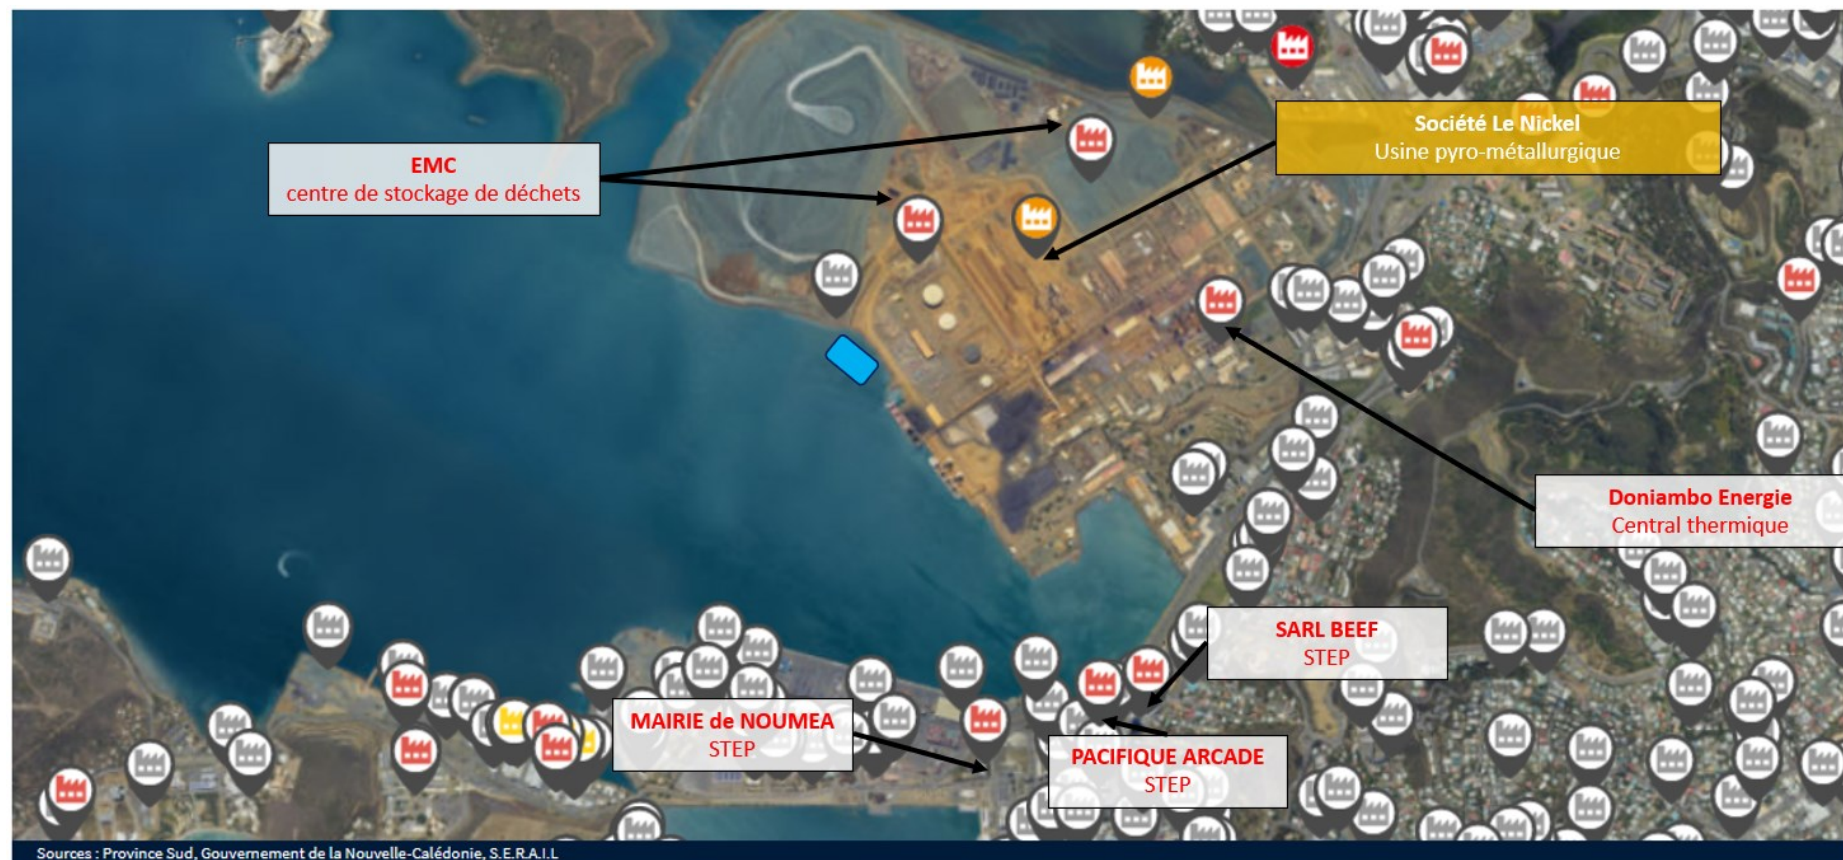 Société Le Nickel
Usine pyro-métallurgique
EMC
centre de stockage de déchets
Doniambo Energie
Central thermique
SARL BEEF
STEP
MAIRIE de NOUMEA
STEP
PACIFIQUE ARCADE
STEP
Sources : Province Sud, Gouvernement de la Nouvelle-Calédonie, S.E.R.A.I.L